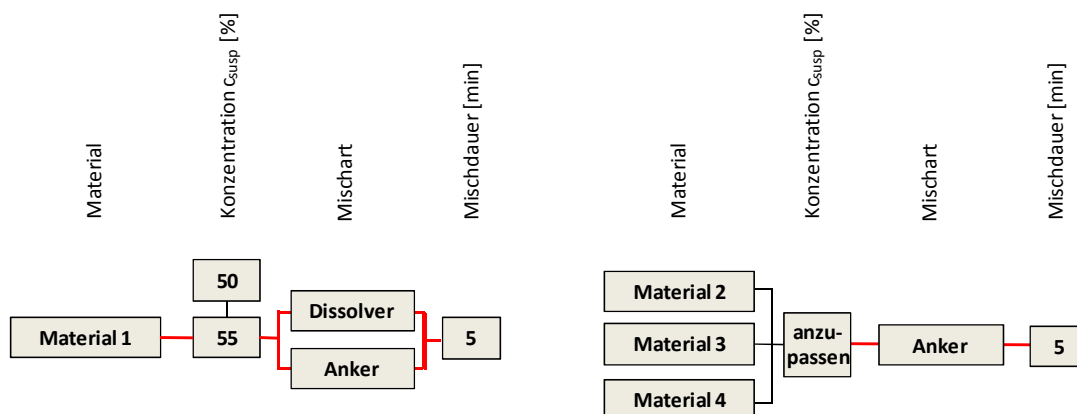 Material
Konzentration csusp [%]
Mischart
Mischdauer [min]
50
Material 1
55
Dissolver
Anker
5
Material
Konzentration csusp [%]
Mischart
Mischdauer [min]
Material 2
Material 3
Material 4
anzu-
passen
Anker
5